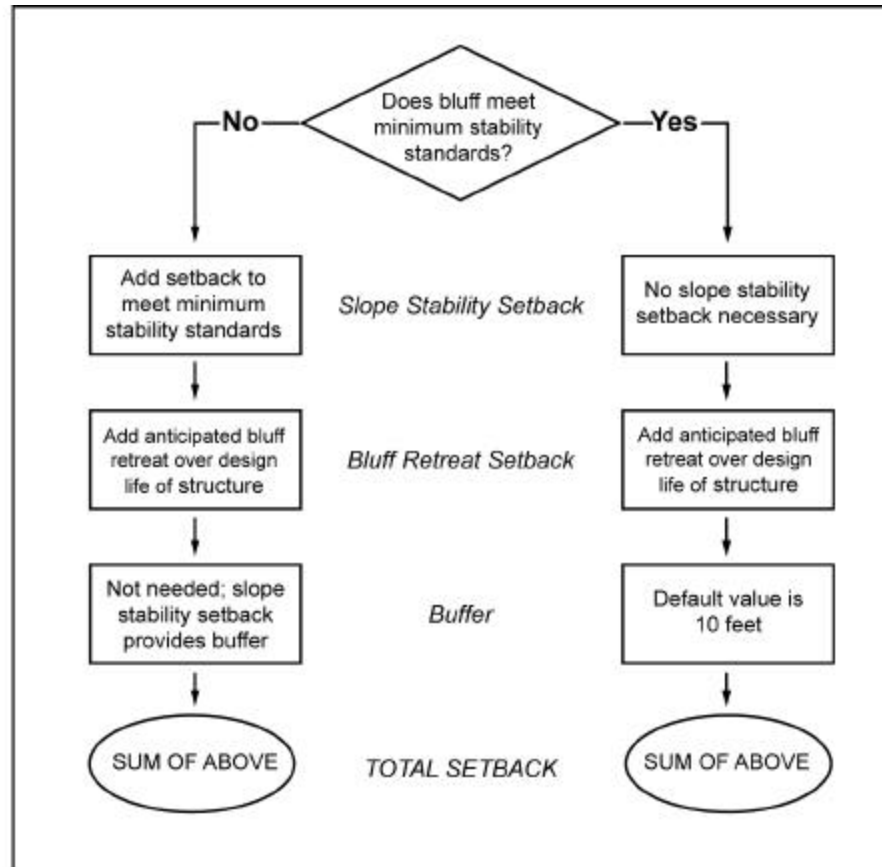 Does bluff meet
minimum stability
standards?
No
Yes
Add setback to
meet minimum
stability standards
Slope Stability Setback
No slope stability
setback necessary
Add anticipated bluff
retreat over design
life of structure
Bluff Retreat Setback
Add anticipated bluff
retreat over design
life of structure
Not needed; slope
stability setback
provides buffer
Buffer
Default value is
10 feet
SUM OF ABOVE
TOTAL SETBACK
SUM OF ABOVE